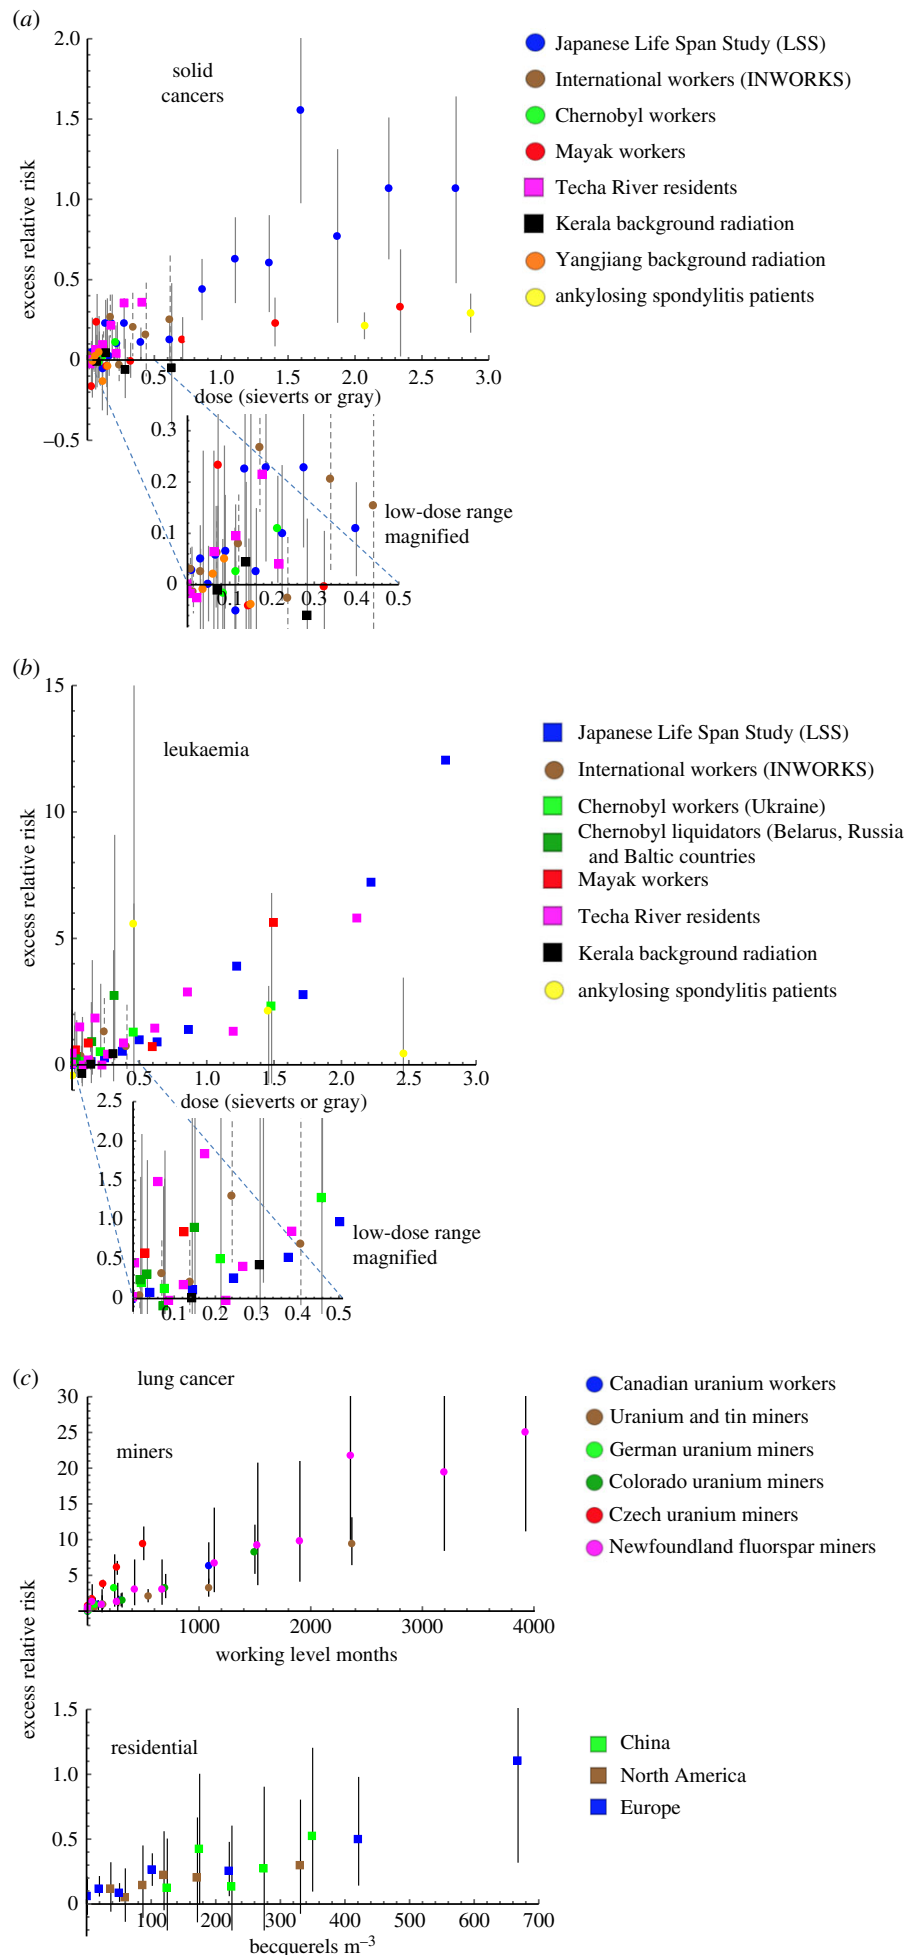 (a)
2.0
solid
cancers
1.5
1.0
0.5
0
–0.5
excess relative risk
0.5
1.0
1.5
2.0
2.5
3.0
dose (sieverts or gray)
Japanese Life Span Study (LSS)
International workers (INWORKS)
Chernobyl workers
Mayak workers
Techa River residents
Kerala background radiation
Yangjiang background radiation
ankylosing spondylitis patients
0.3
0.2
0.1
0
0.1
0.2
0.3
0.4
0.5
low-dose range
magnified
(b)
15
leukaemia
10
5
0
excess relative risk
0.5
1.0
1.5
2.0
2.5
3.0
dose (sieverts or gray)
Japanese Life Span Study (LSS)
International workers (INWORKS)
Chernobyl workers (Ukraine)
Chernobyl liquidators (Belarus, Russia
and Baltic countries
Mayak workers
Techa River residents
Kerala background radiation
ankylosing spondylitis patients
2.5
2.0
1.5
1.0
0.5
0
0.1
0.2
0.3
0.4
0.5
low-dose range
magnified
(c)
lung cancer
30
25
miners
20
15
10
5
1000
2000
3000
4000
working level months
Canadian uranium workers
Uranium and tin miners
German uranium miners
Colorado uranium miners
Czech uranium miners
Newfoundland fluorspar miners
excess relative risk
1.5
residential
1.0
0.5
0
100
200
300
400
500
600
700
becquerels m–3
China
North America
Europe